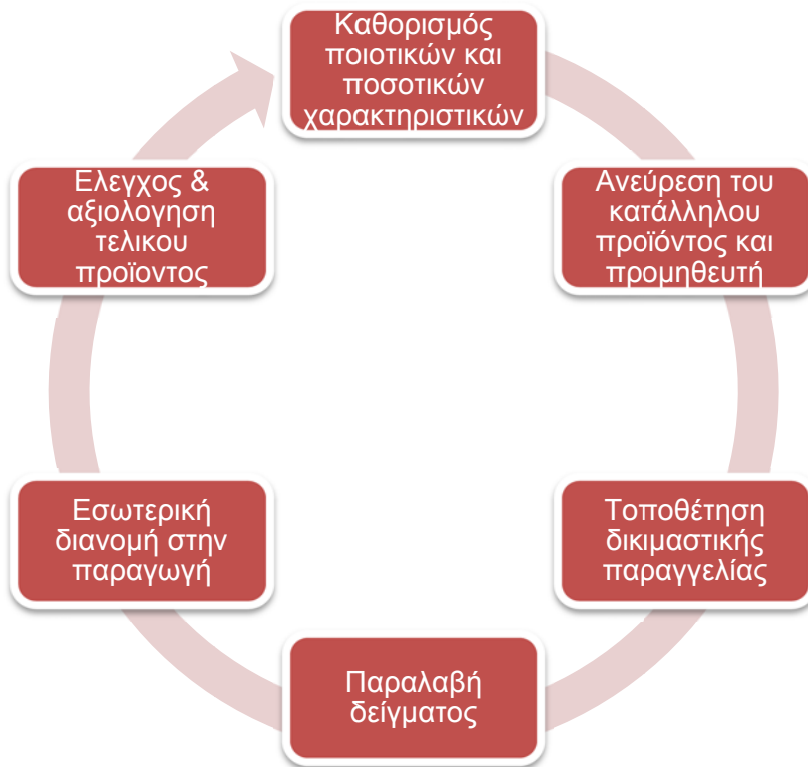 Καθορισμός
ποιοτικών και
ποσοτικών
χαρακτηριστικών
Ανεύρεση του
κατάλληλου
προϊόντος και
προμηθευτή
Τοποθέτηση
δικιμαστικής
παραγγελίας
Παραλαβή
δείγματος
Εσωτερική
διανομή στην
παραγωγή
Ελεγχος &
αξιολογηση
τελικου
προϊοντος